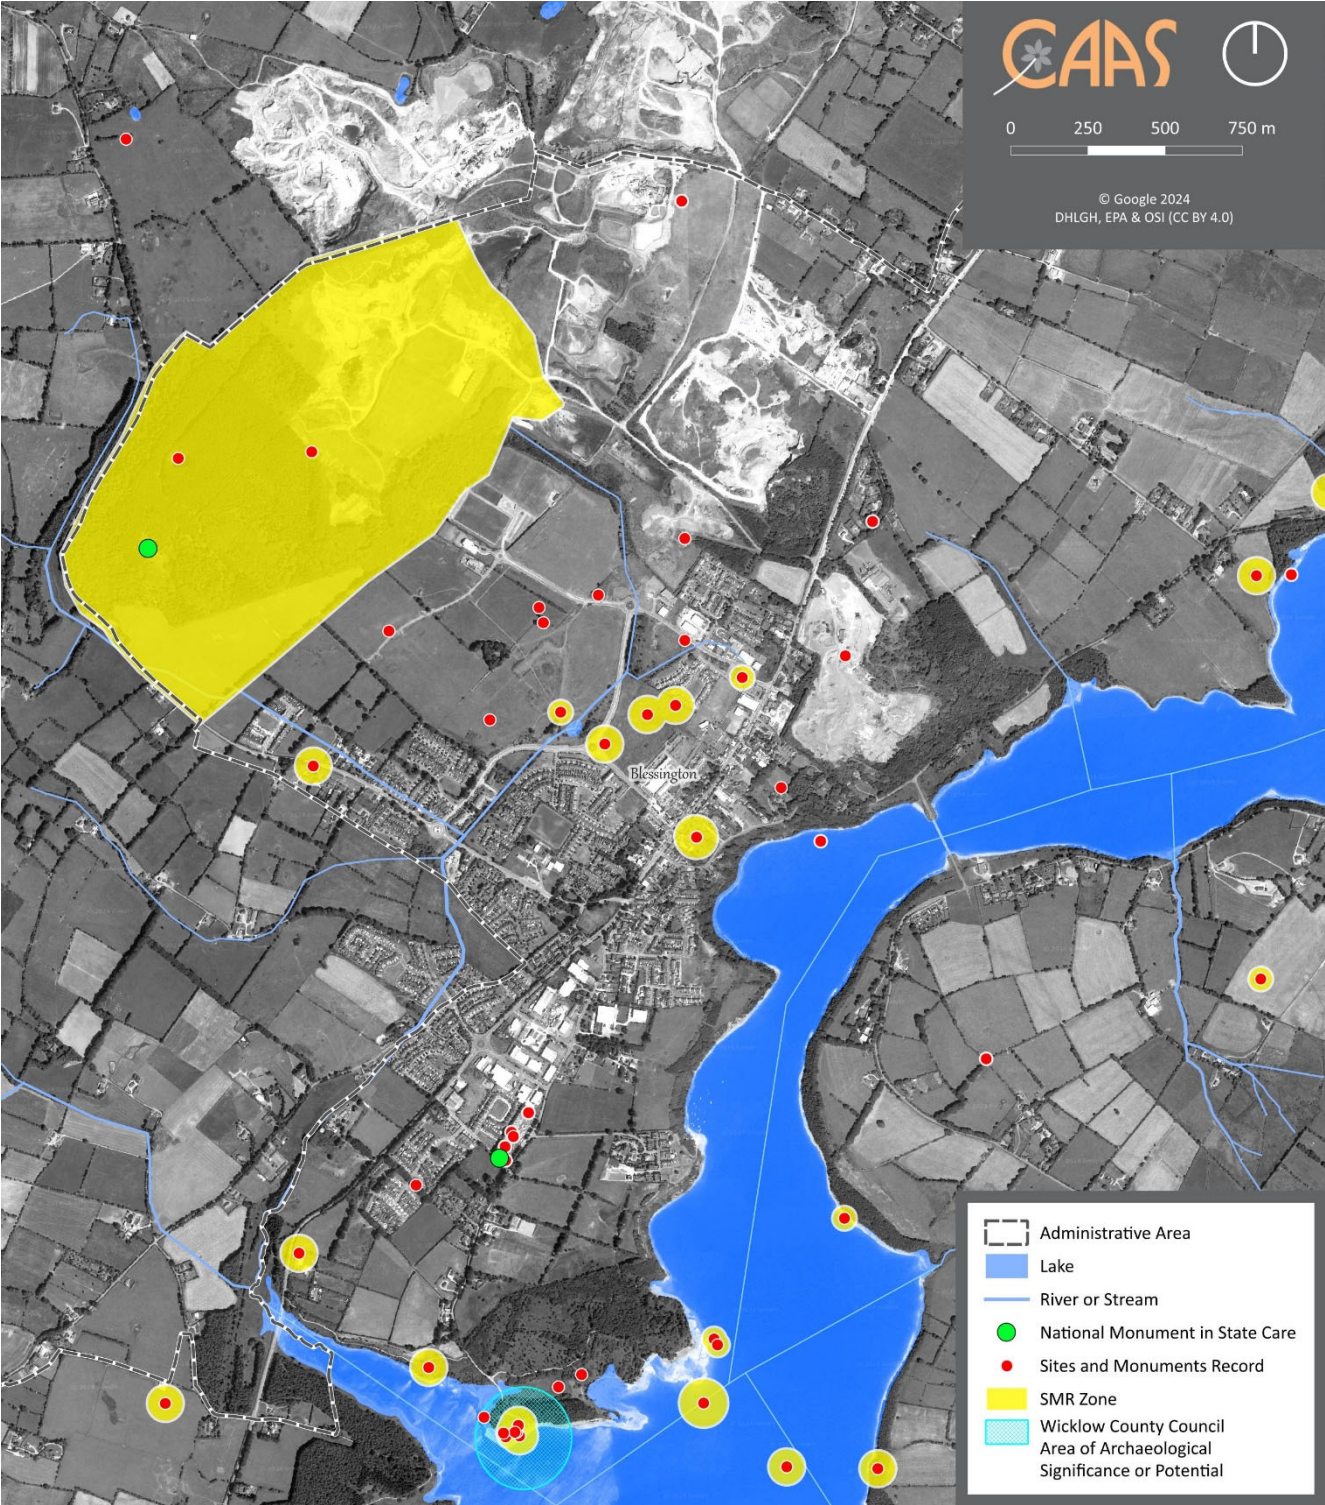 CAAS
0 250 500 750 m
© Google 2024
DHLGH, EPA & OSI (CC BY 4.0)
Blessington
Administrative Area
Lake
River or Stream
National Monument in State Care
Sites and Monuments Record
SMR Zone
Wicklow County Council
Area of Archaeological
Significance or Potential